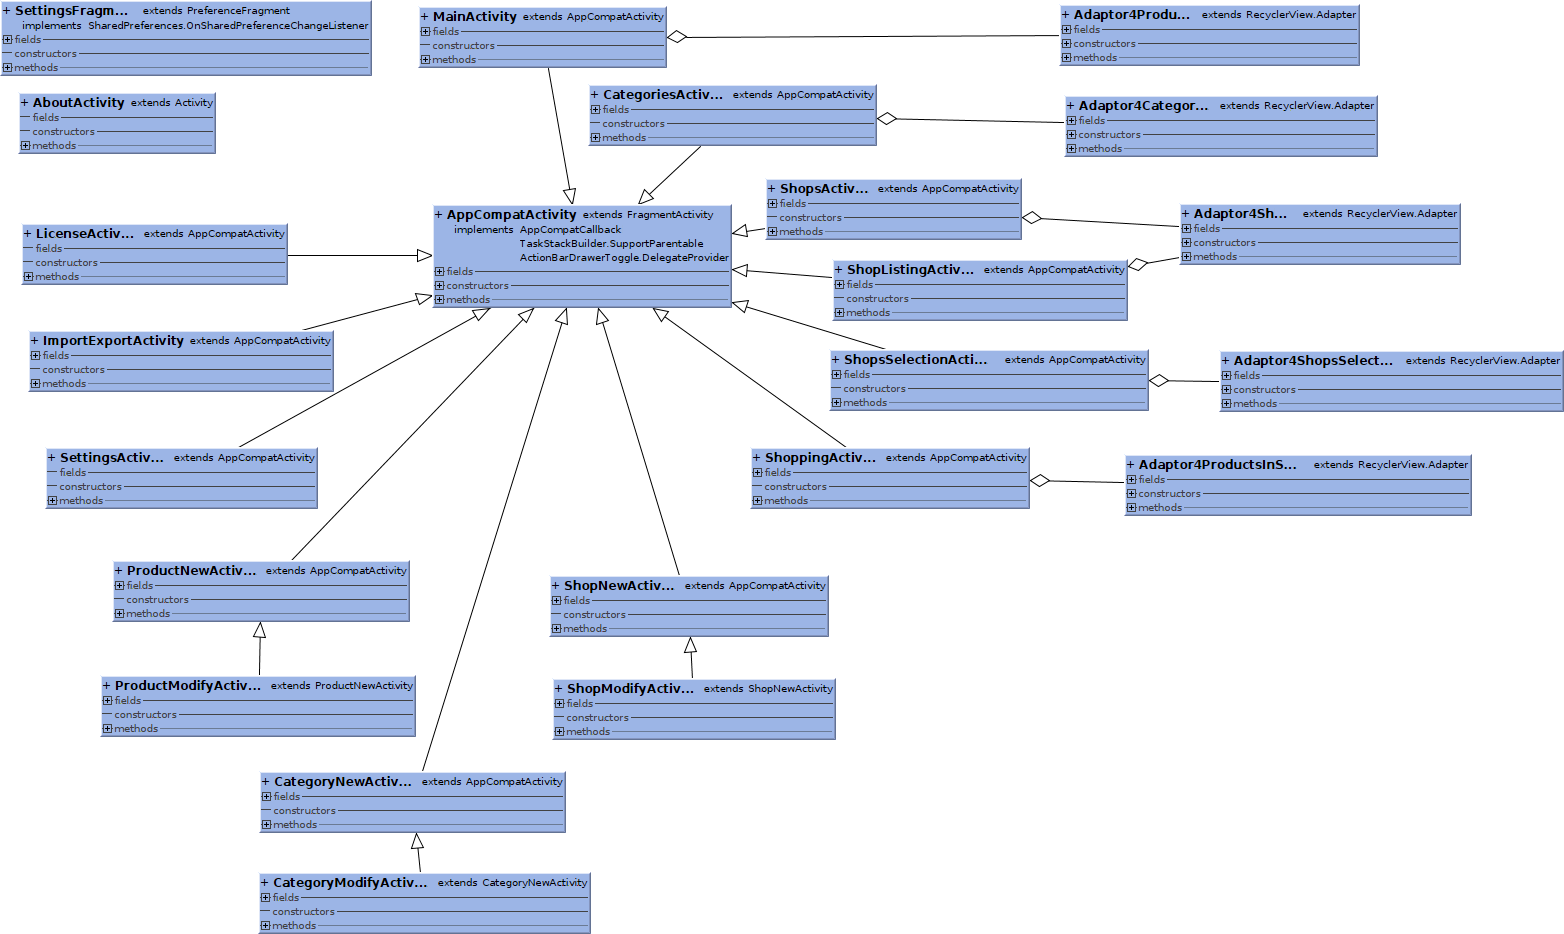 + SettingsFragm... extends PreferenceFragment
implements SharedPreferences.OnSharedPreferenceChangeListener
fields
constructors
methods
+ MainActivity extends AppCompatActivity
fields
constructors
methods
+ Adaptor4Produ... extends RecyclerView.Adapter
fields
constructors
methods
+ AboutActivity extends Activity
fields
constructors
methods
+ CategoriesActiv... extends AppCompatActivity
fields
constructors
methods
+ Adaptor4Categor... extends RecyclerView.Adapter
fields
constructors
methods
+ ShopsActiv... extends AppCompatActivity
fields
constructors
methods
+ AppCompatActivity extends FragmentActivity
implements AppCompatCallback
TaskStackBuilder.SupportParentable
ActionBarDrawerToggle.DelegateProvider
fields
constructors
methods
+ Adaptor4Sh... extends RecyclerView.Adapter
fields
constructors
methods
+ LicenseActiv... extends AppCompatActivity
fields
constructors
methods
+ ShopListingActiv... extends AppCompatActivity
fields
constructors
methods
+ ImportExportActivity extends AppCompatActivity
fields
constructors
methods
+ ShopsSelectionActi... extends AppCompatActivity
fields
constructors
methods
+ Adaptor4ShopsSelect... extends RecyclerView.Adapter
fields
constructors
methods
+ SettingsActiv... extends AppCompatActivity
fields
constructors
methods
+ ShoppingActiv... extends AppCompatActivity
fields
constructors
methods
+ Adaptor4ProductsInS... extends RecyclerView.Adapter
fields
constructors
methods
+ ProductNewActiv... extends AppCompatActivity
fields
constructors
methods
+ ShopNewActiv... extends AppCompatActivity
fields
constructors
methods
+ ProductModifyActiv... extends ProductNewActivity
fields
constructors
methods
+ ShopModifyActiv... extends ShopNewActivity
fields
constructors
methods
+ CategoryNewActiv... extends AppCompatActivity
fields
constructors
methods
+ CategoryModifyActiv... extends CategoryNewActivity
fields
constructors
methods